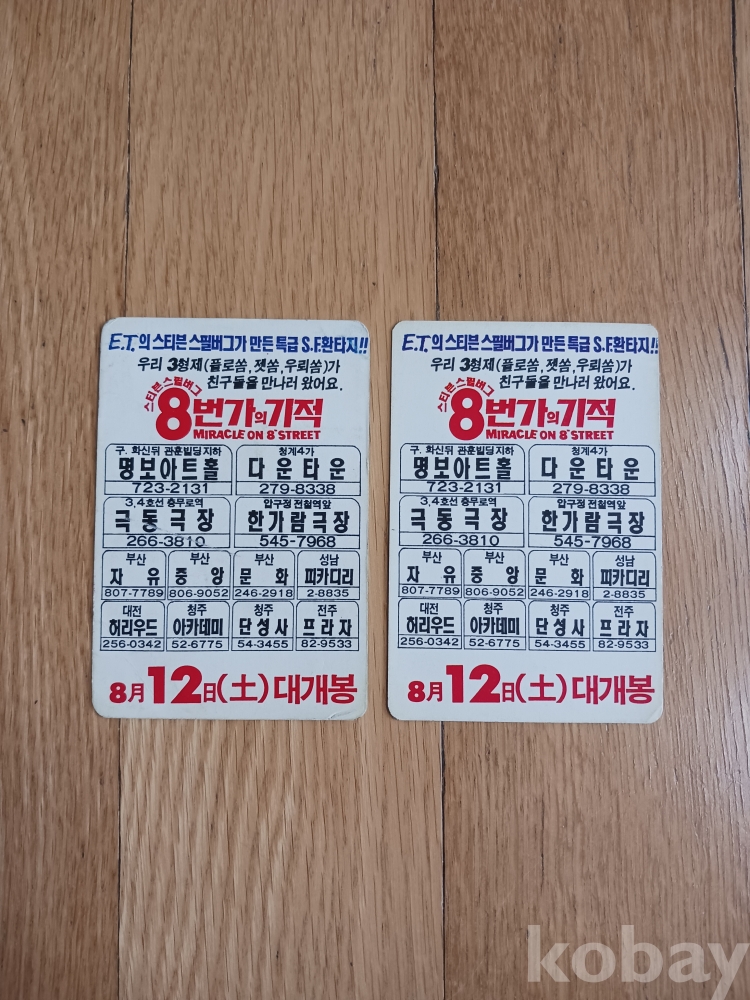 E.T.의 스티븐 스필버그가 만든 특급 S.F.환타지!!
우리 3형제(플로쏨,젯쏨,우뢰쏨)가
친구들을 만나러 왔어요.
스티븐 스필버그
8번가의기적
MIRACLE ON 8"STREET
구. 화신뒤 관훈빌딩지하
명보아트홀
723-2131
청계4가
다운타운
279-8338
3,4호선 충무로역
극동극장
266-3810
압구정 전철역앞
한가람극장
545-7968
부산
자유
807-7789
부산
중앙
806-9052
부산
문화
246-2918
성남
피카디리
2-8835
대전
허리우드
256-0342
청주
아카데미
52-6775
청주
단성사
54-3455
전주
프라자
82-9533
8月12日(土) 대개봉
E.T.의 스티븐 스필버그가 만든 특급 S.F.환타지!!
우리 3형제(플로쏨,젯쏨,우뢰쏨)가
친구들을 만나러 왔어요.
스티븐 스필버그
8번가의기적
MIRACLE ON 8"STREET
구. 화신뒤 관훈빌딩지하
명보아트홀
723-2131
청계4가
다운타운
279-8338
3,4호선 충무로역
극동극장
266-3810
압구정 전철역앞
한가람극장
545-7968
부산
자유
807-7789
부산
중앙
806-9052
부산
문화
246-2918
성남
피카디리
2-8835
대전
허리우드
256-0342
청주
아카데미
52-6775
청주
단성사
54-3455
전주
프라자
82-9533
8月12日(土) 대개봉
kobay